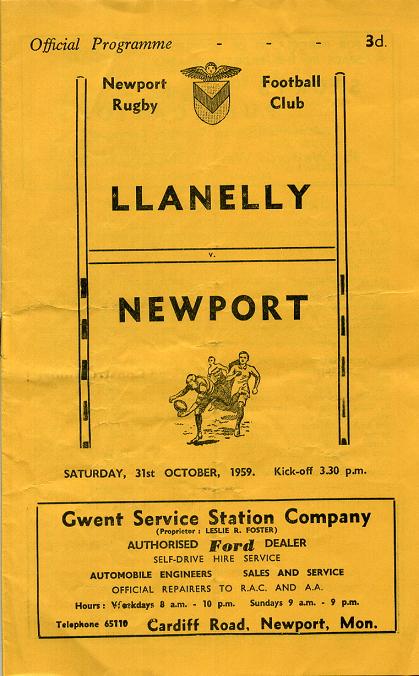 Official Programme - - - 3d.
Newport Football
Rugby Club
LLANELLY
v.
NEWPORT
SATURDAY, 31st OCTOBER, 1959. Kick-off 3.30 p.m.
Gwent Service Station Company
(Proprietor: LESLIE R. FOSTER)
AUTHORISED Ford DEALER
SELF-DRIVE HIRE SERVICE
AUTOMOBILE ENGINEERS SALES AND SERVICE
OFFICIAL REPAIRERS TO R.A.C. AND A.A.
Hours: Weekdays 8 a.m. - 10 p.m. Sundays 9 a.m. - 9 p.m.
Telephone 65110 Cardiff Road, Newport, Mon.